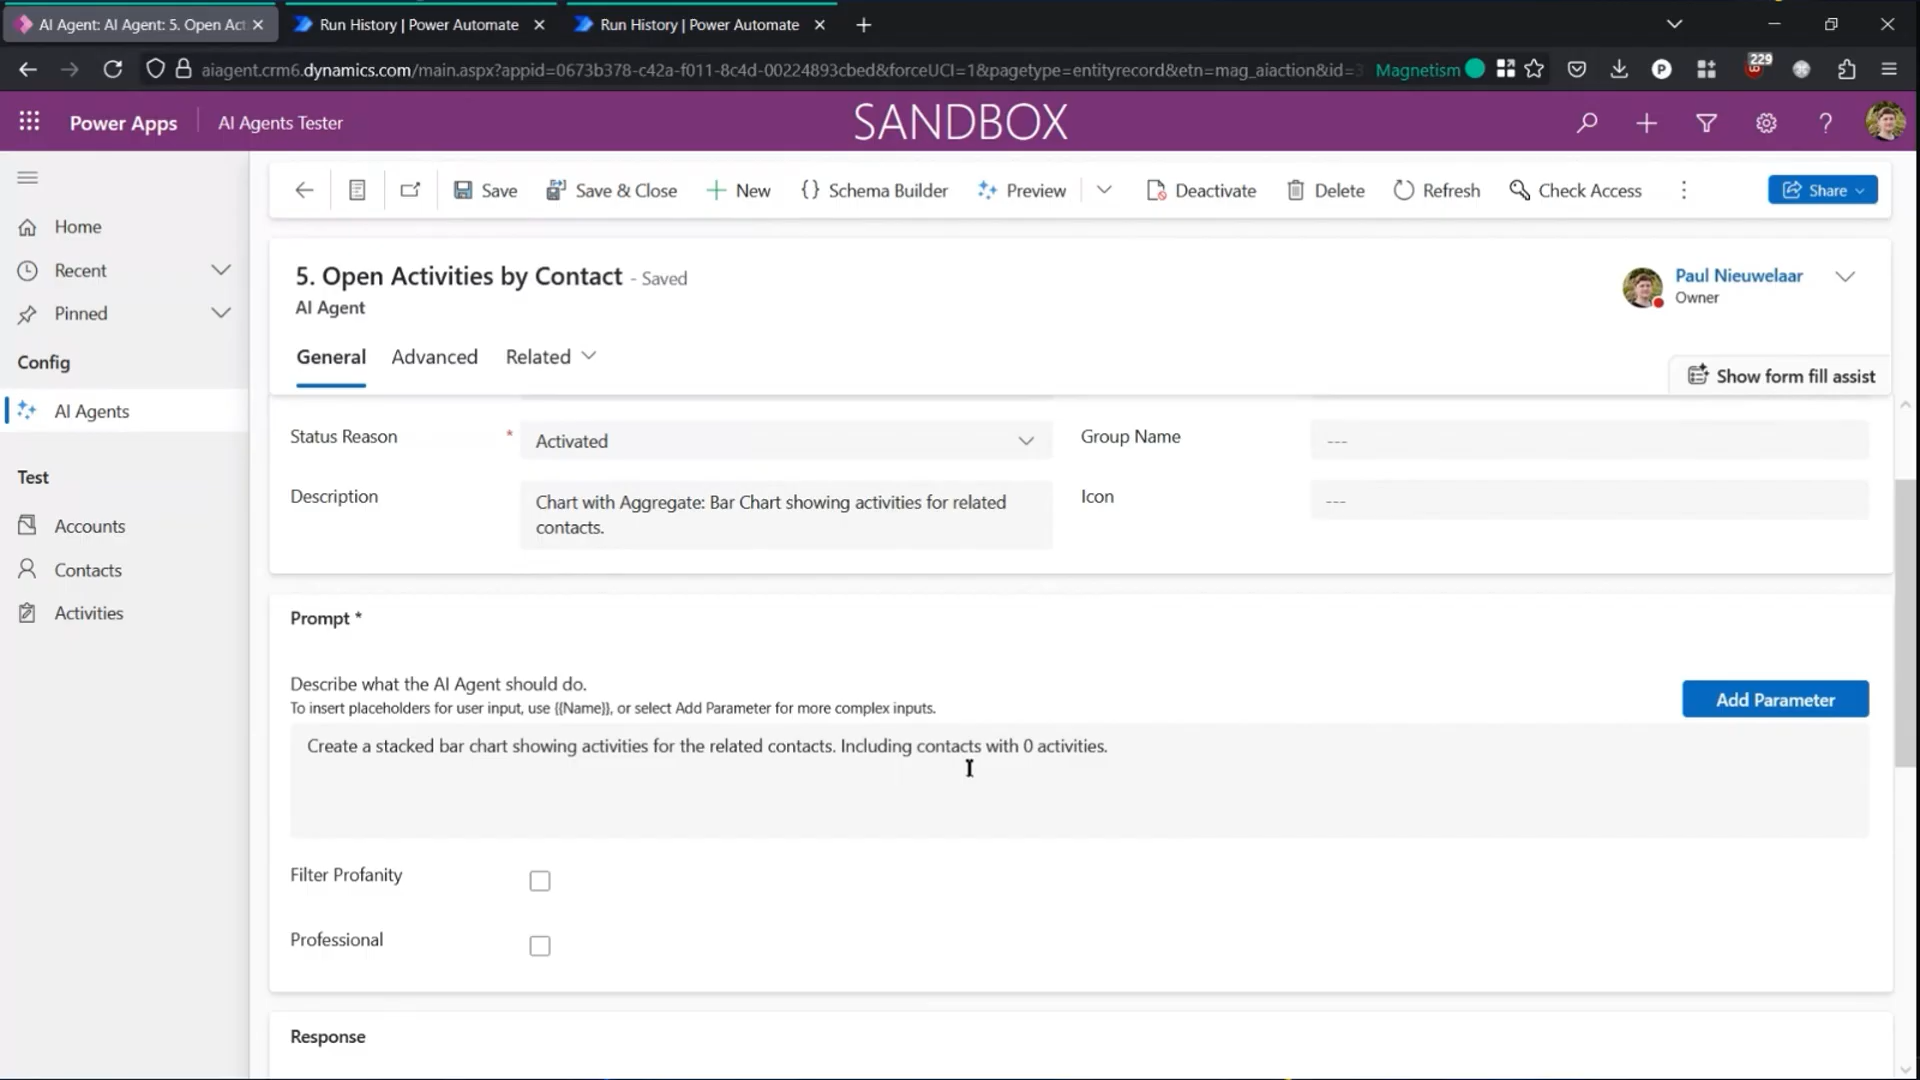 AI Agent: AI Agent: 5. Open Act
Run History | Power Automate
Run History | Power Automate
aiagent.crm6.dynamics.com/main.aspx?appid=0673b378-c42a-f011-8c4d-00224893cbed&forceUCI=1&pagetype=entityrecord&etn=mag_aiaction&id=3
Magnetism
229
P
Power Apps
AI Agents Tester
SANDBOX
Save
Save & Close
New
Schema Builder
Preview
Deactivate
Delete
Refresh
Check Access
Share
Home
Recent
Pinned
Config
AI Agents
Test
Accounts
Contacts
Activities
5. Open Activities by Contact - Saved
AI Agent
Paul Nieuwelaar
Owner
General
Advanced
Related
Show form fill assist
Status Reason
*
Activated
Group Name
---
Description
Chart with Aggregate: Bar Chart showing activities for related
contacts.
Icon
---
Prompt *
Describe what the AI Agent should do.
To insert placeholders for user input, use {{Name}}, or select Add Parameter for more complex inputs.
Add Parameter
Create a stacked bar chart showing activities for the related contacts. Including contacts with 0 activities.
Filter Profanity
Professional
Response